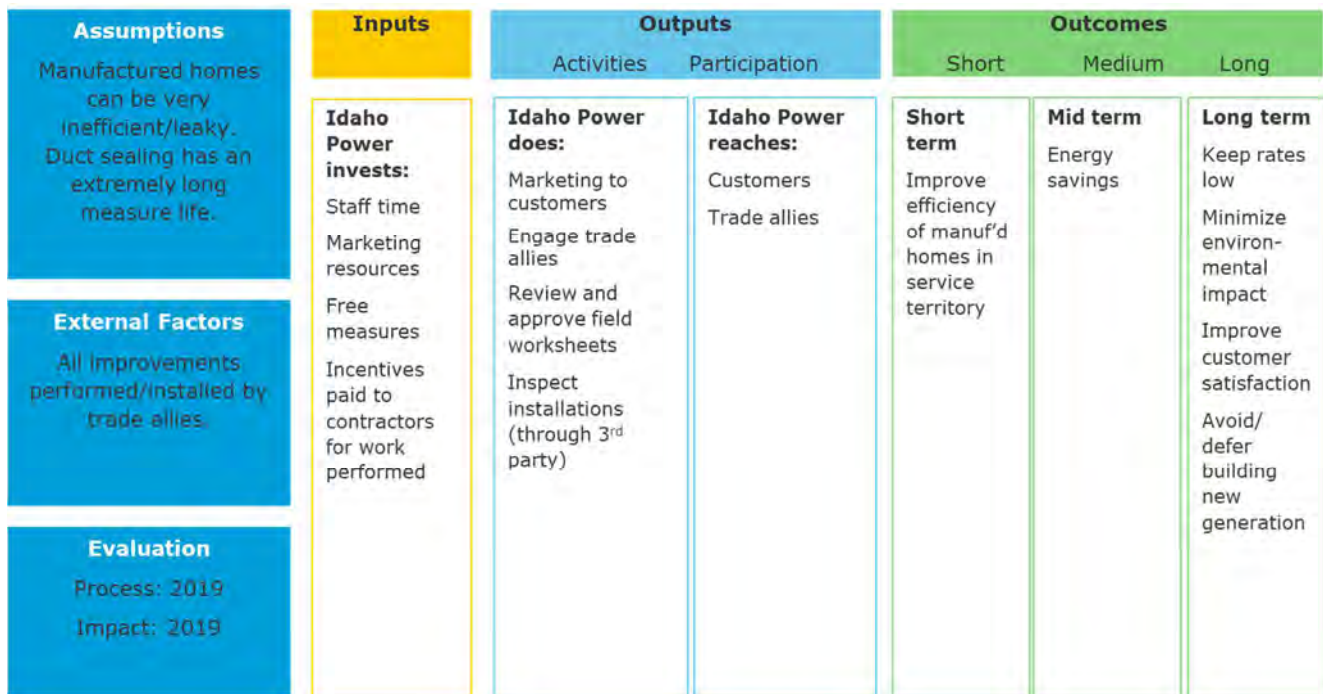 Assumptions
Manufactured homes
can be very
inefficient/leaky.
Duct sealing has an
extremely long
measure life.
External Factors
All improvements
performed/installed by
trade allies.
Evaluation
Process: 2019
Impact: 2019
Inputs
Idaho
Power
invests:
Staff time
Marketing
resources
Free
measures
Incentives
paid to
contractors
for work
performed
Outputs
Activities Participation
Idaho Power
does:
Marketing to
customers
Engage trade
allies
Review and
approve field
worksheets
Inspect
installations
(through 3rd
party)
Idaho Power
reaches:
Customers
Trade allies
Outcomes
Short Medium Long
Short
term
Improve
efficiency
of manuf'd
homes in
service
territory
Mid term
Energy
savings
Long term
Keep rates
low
Minimize
environ-
mental
impact
Improve
customer
satisfaction
Avoid/
defer
building
new
generation